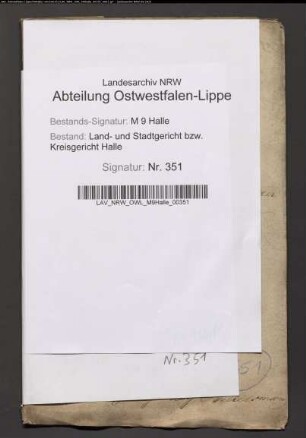 Landesarchiv NRW
Abteilung Ostwestfalen-Lippe
Bestands-Signatur: M 9 Halle
Bestand: Land- und Stadtgericht bzw.
Kreisgericht Halle
Signatur: Nr. 351
LAV_NRW_OWL_M9Halle_00351
Nr. 351
51